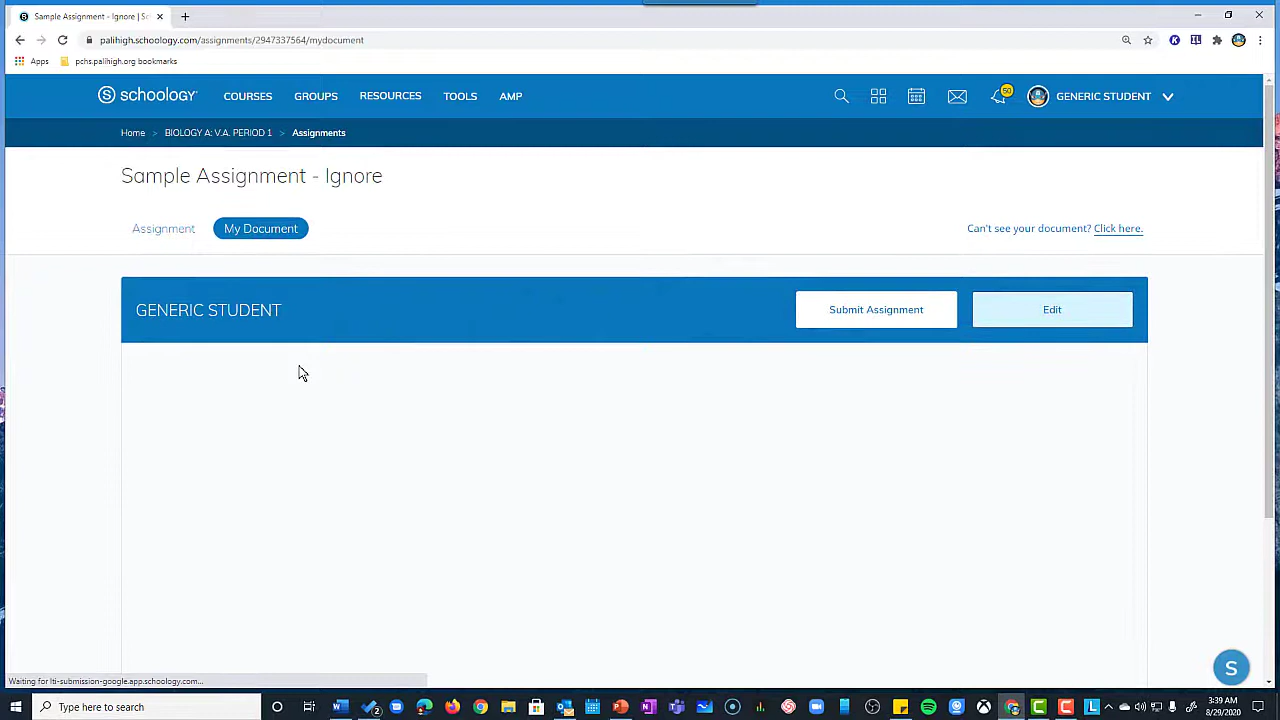 Sample Assignment - Ignore | Sc
palihigh.schoology.com/assignments/2947337564/mydocument
Apps pchs.palihigh.org bookmarks
S schoology COURSES GROUPS RESOURCES TOOLS AMP 50 GENERIC STUDENT
Home > BIOLOGY A: V.A. PERIOD 1 > Assignments
Sample Assignment - Ignore
Assignment My Document Can't see your document? Click here.
GENERIC STUDENT Submit Assignment Edit
S
Waiting for lti-submission-google.app.schoology.com...
Type here to search 3:39 AM
8/29/2020